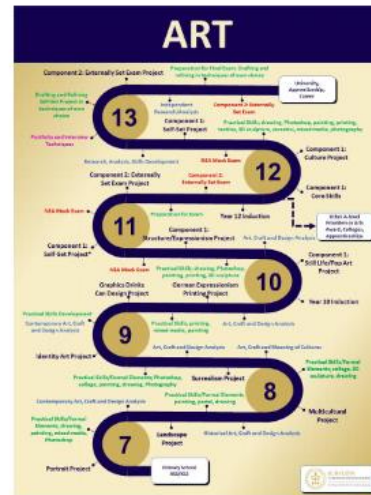 ART
Preparation for Final Exam: Drafting and
refining in techniques of own choice
Component 2: Externally Set Exam Project
University,
Apprenticeship,
Career
Drafting and Refining
Self-Set Project in
techniques of own
choice
Independent
Research/Analysis
Component 2: Externally
Set Exam
13
Component 1:
Self-Set Project
Practical Skills, drawing, Photoshop, painting, printing,
textiles, 3D sculpture, ceramics, mixed media, photography
Portfolio and Interview
Techniques
Research, Analysis, Skills Development
NEA Mock Exam
12
Component 1:
Culture Project
Component 2: Externally
Set Exam Project
Component 2:
Externally Set Exam
Component 1:
Core Skills
NEA Mock Exam
11
Preparation for Exam
Year 12 Induction
Component 1:
Structure/Expressionism Project
Art, Craft and Design Analysis
Component 1:
Self-Set Project*
NEA Mock Exam
Practical Skills, drawing, Photoshop,
painting, printing, 3D sculpture
10
Component 1:
Still Life/Pop Art
Project
Graphics Drinks
Can Design Project
German Expressionism
Printing Project
Year 10 Induction
Practical Skills Development
Contemporary Art, Craft
and Design Analysis
9
Practical Skills, printing,
mixed media, painting
Art, Craft and Design Analysis
Identity Art Project
Art, Craft and Design Analysis
Art, Craft and Meaning of Cultures
Practical Skills/Formal Elements, Photoshop,
collage, painting, drawing, Photography
Surrealism Project
8
Practical Skills/Formal
Elements, collage, 3D
sculpture, drawing
Contemporary Art, Craft and Design Analysis
Practical Skills/Formal Elements
painting, pastel, drawing
Multicultural
Project
Practical Skills/Formal
Elements, drawing,
painting, mixed media,
Photoshop
7
Landscape
Project
Historical Art, Craft and Design Analysis
Portrait Project
Primary School
KS1/KS2